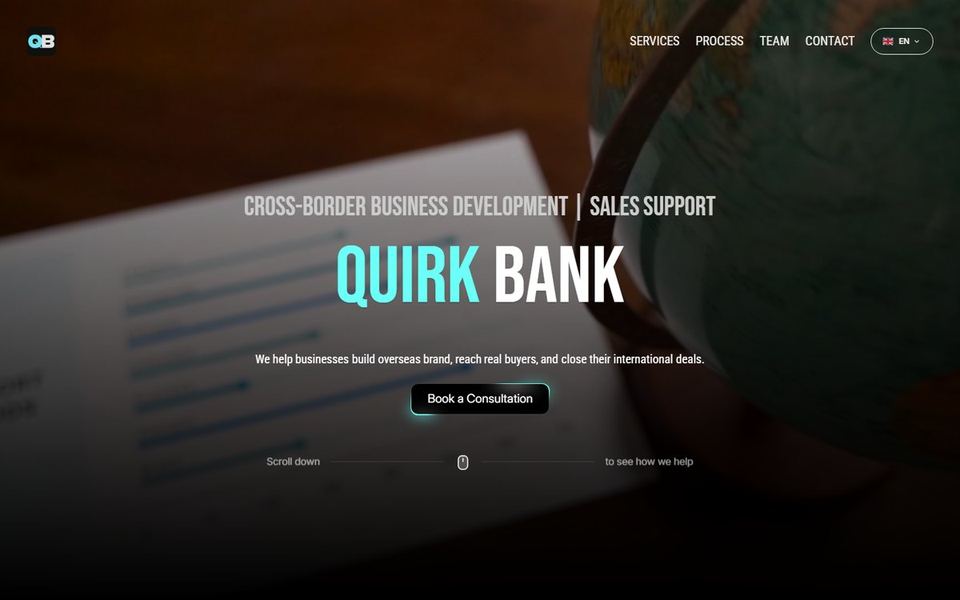 QB
SERVICES PROCESS TEAM CONTACT EN
CROSS-BORDER BUSINESS DEVELOPMENT | SALES SUPPORT
QUIRK BANK
We help businesses build overseas brand, reach real buyers, and close their international deals.
Book a Consultation
Scroll down to see how we help